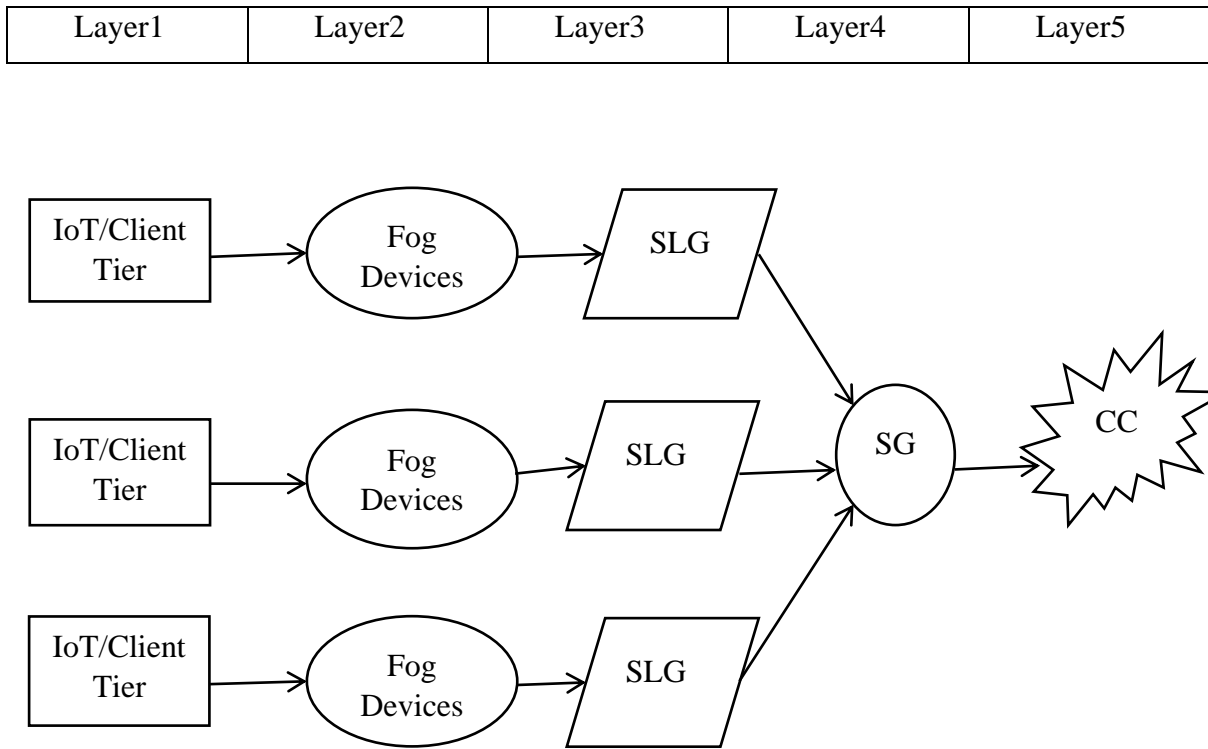 Layer1 Layer2 Layer3 Layer4 Layer5
IoT/Client
Tier
Fog
Devices
SLG
IoT/Client
Tier
Fog
Devices
SLG
SG
CC
IoT/Client
Tier
Fog
Devices
SLG